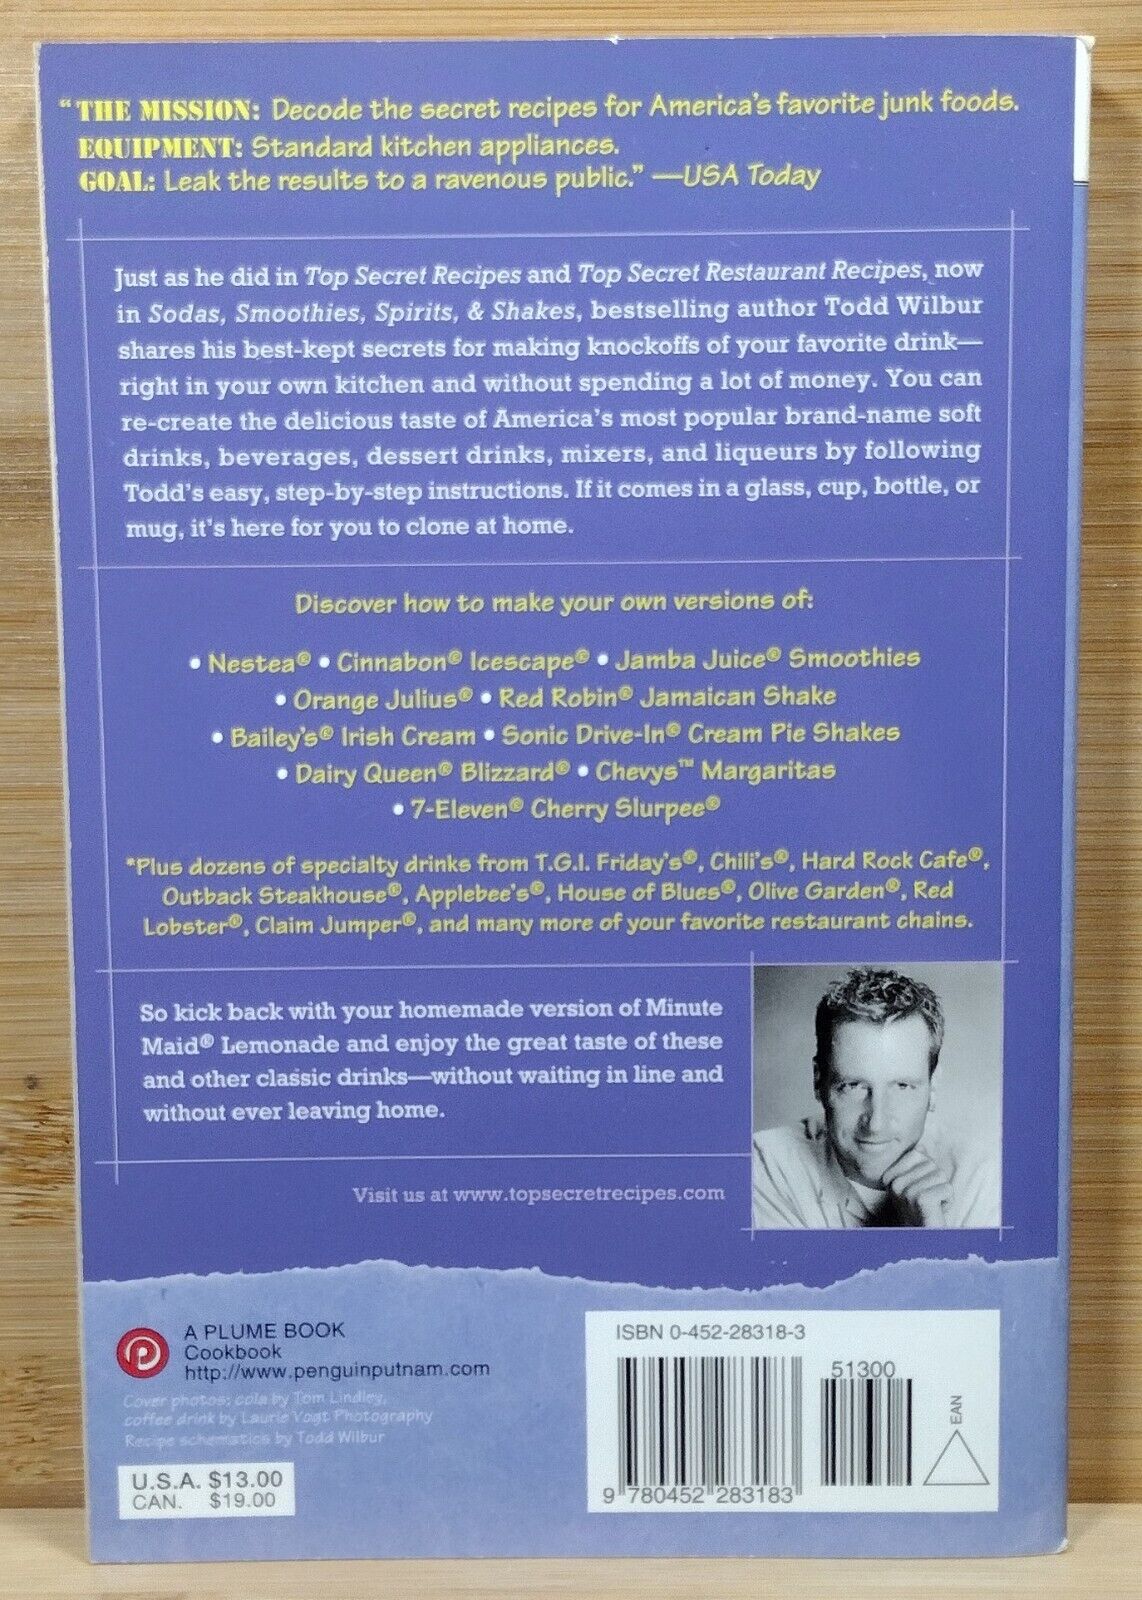 “THE MISSION: Decode the secret recipes for America's favorite junk foods.
EQUIPMENT: Standard kitchen appliances.
GOAL: Leak the results to a ravenous public.” —USA Today
Just as he did in Top Secret Recipes and Top Secret Restaurant Recipes, now
in Sodas, Smoothies, Spirits, & Shakes, bestselling author Todd Wilbur
shares his best-kept secrets for making knockoffs of your favorite drink—
right in your own kitchen and without spending a lot of money. You can
re-create the delicious taste of America's most popular brand-name soft
drinks, beverages, dessert drinks, mixers, and liqueurs by following
Todd's easy, step-by-step instructions. If it comes in a glass, cup, bottle, or
mug, it's here for you to clone at home.
Discover how to make your own versions of:
• Nestea® • Cinnabon® Icescape® • Jamba Juice® Smoothies
• Orange Julius® • Red Robin® Jamaican Shake
• Bailey's® Irish Cream • Sonic Drive-In® Cream Pie Shakes
• Dairy Queen® Blizzard® • Chevys™ Margaritas
• 7-Eleven® Cherry Slurpee®
*Plus dozens of specialty drinks from T.G.I. Friday's®, Chili's®, Hard Rock Cafe®,
Outback Steakhouse®, Applebee's®, House of Blues®, Olive Garden®, Red
Lobster®, Claim Jumper®, and many more of your favorite restaurant chains.
So kick back with your homemade version of Minute
Maid® Lemonade and enjoy the great taste of these
and other classic drinks—without waiting in line and
without ever leaving home.
Visit us at www.topsecretrecipes.com
A PLUME BOOK
Cookbook
http://www.penguinputnam.com
Cover photos: cola by Tom Lindley,
coffee drink by Laurie Voigt Photography
Recipe schematics by Todd Wilbur
U.S.A. $13.00
CAN. $19.00
ISBN 0-452-28318-3
51300
EAN
9 780452 283183